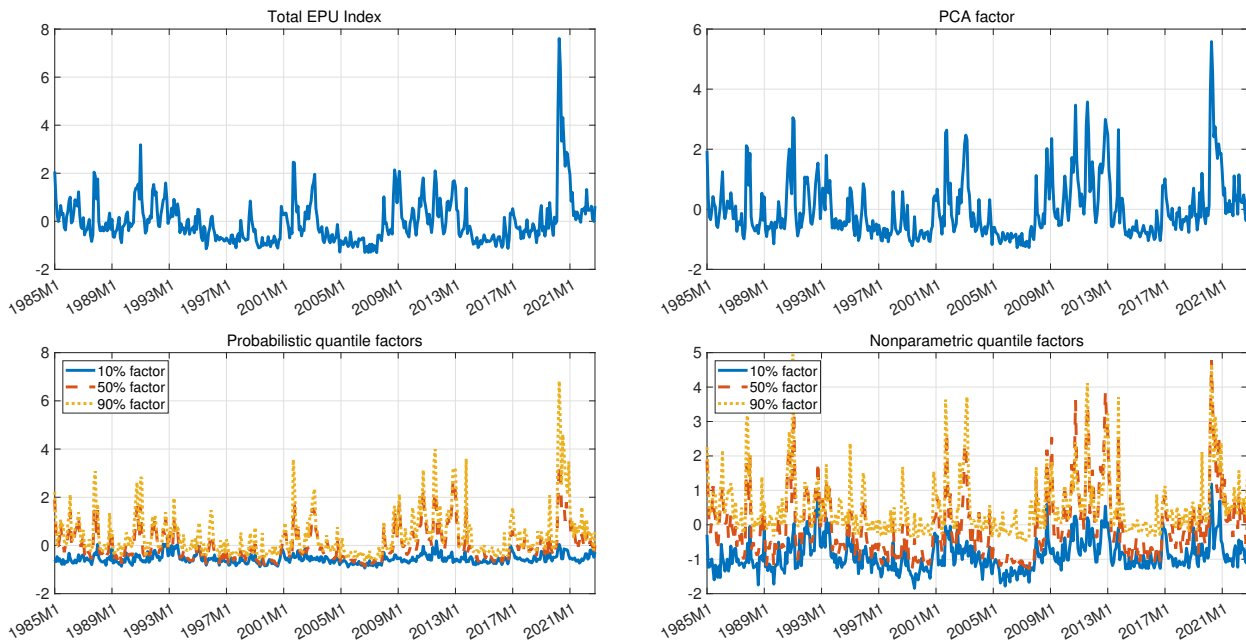 Total EPU Index
8
6
4
2
0
-2
1985M1 1989M1 1993M1 1997M1 2001M1 2005M1 2009M1 2013M1 2017M1 2021M1
PCA factor
6
4
2
0
-2
1985M1 1989M1 1993M1 1997M1 2001M1 2005M1 2009M1 2013M1 2017M1 2021M1
Probabilistic quantile factors
8
6
4
2
0
-2
10% factor
50% factor
90% factor
1985M1 1989M1 1993M1 1997M1 2001M1 2005M1 2009M1 2013M1 2017M1 2021M1
Nonparametric quantile factors
5
4
3
2
1
0
-1
-2
10% factor
50% factor
90% factor
1985M1 1989M1 1993M1 1997M1 2001M1 2005M1 2009M1 2013M1 2017M1 2021M1